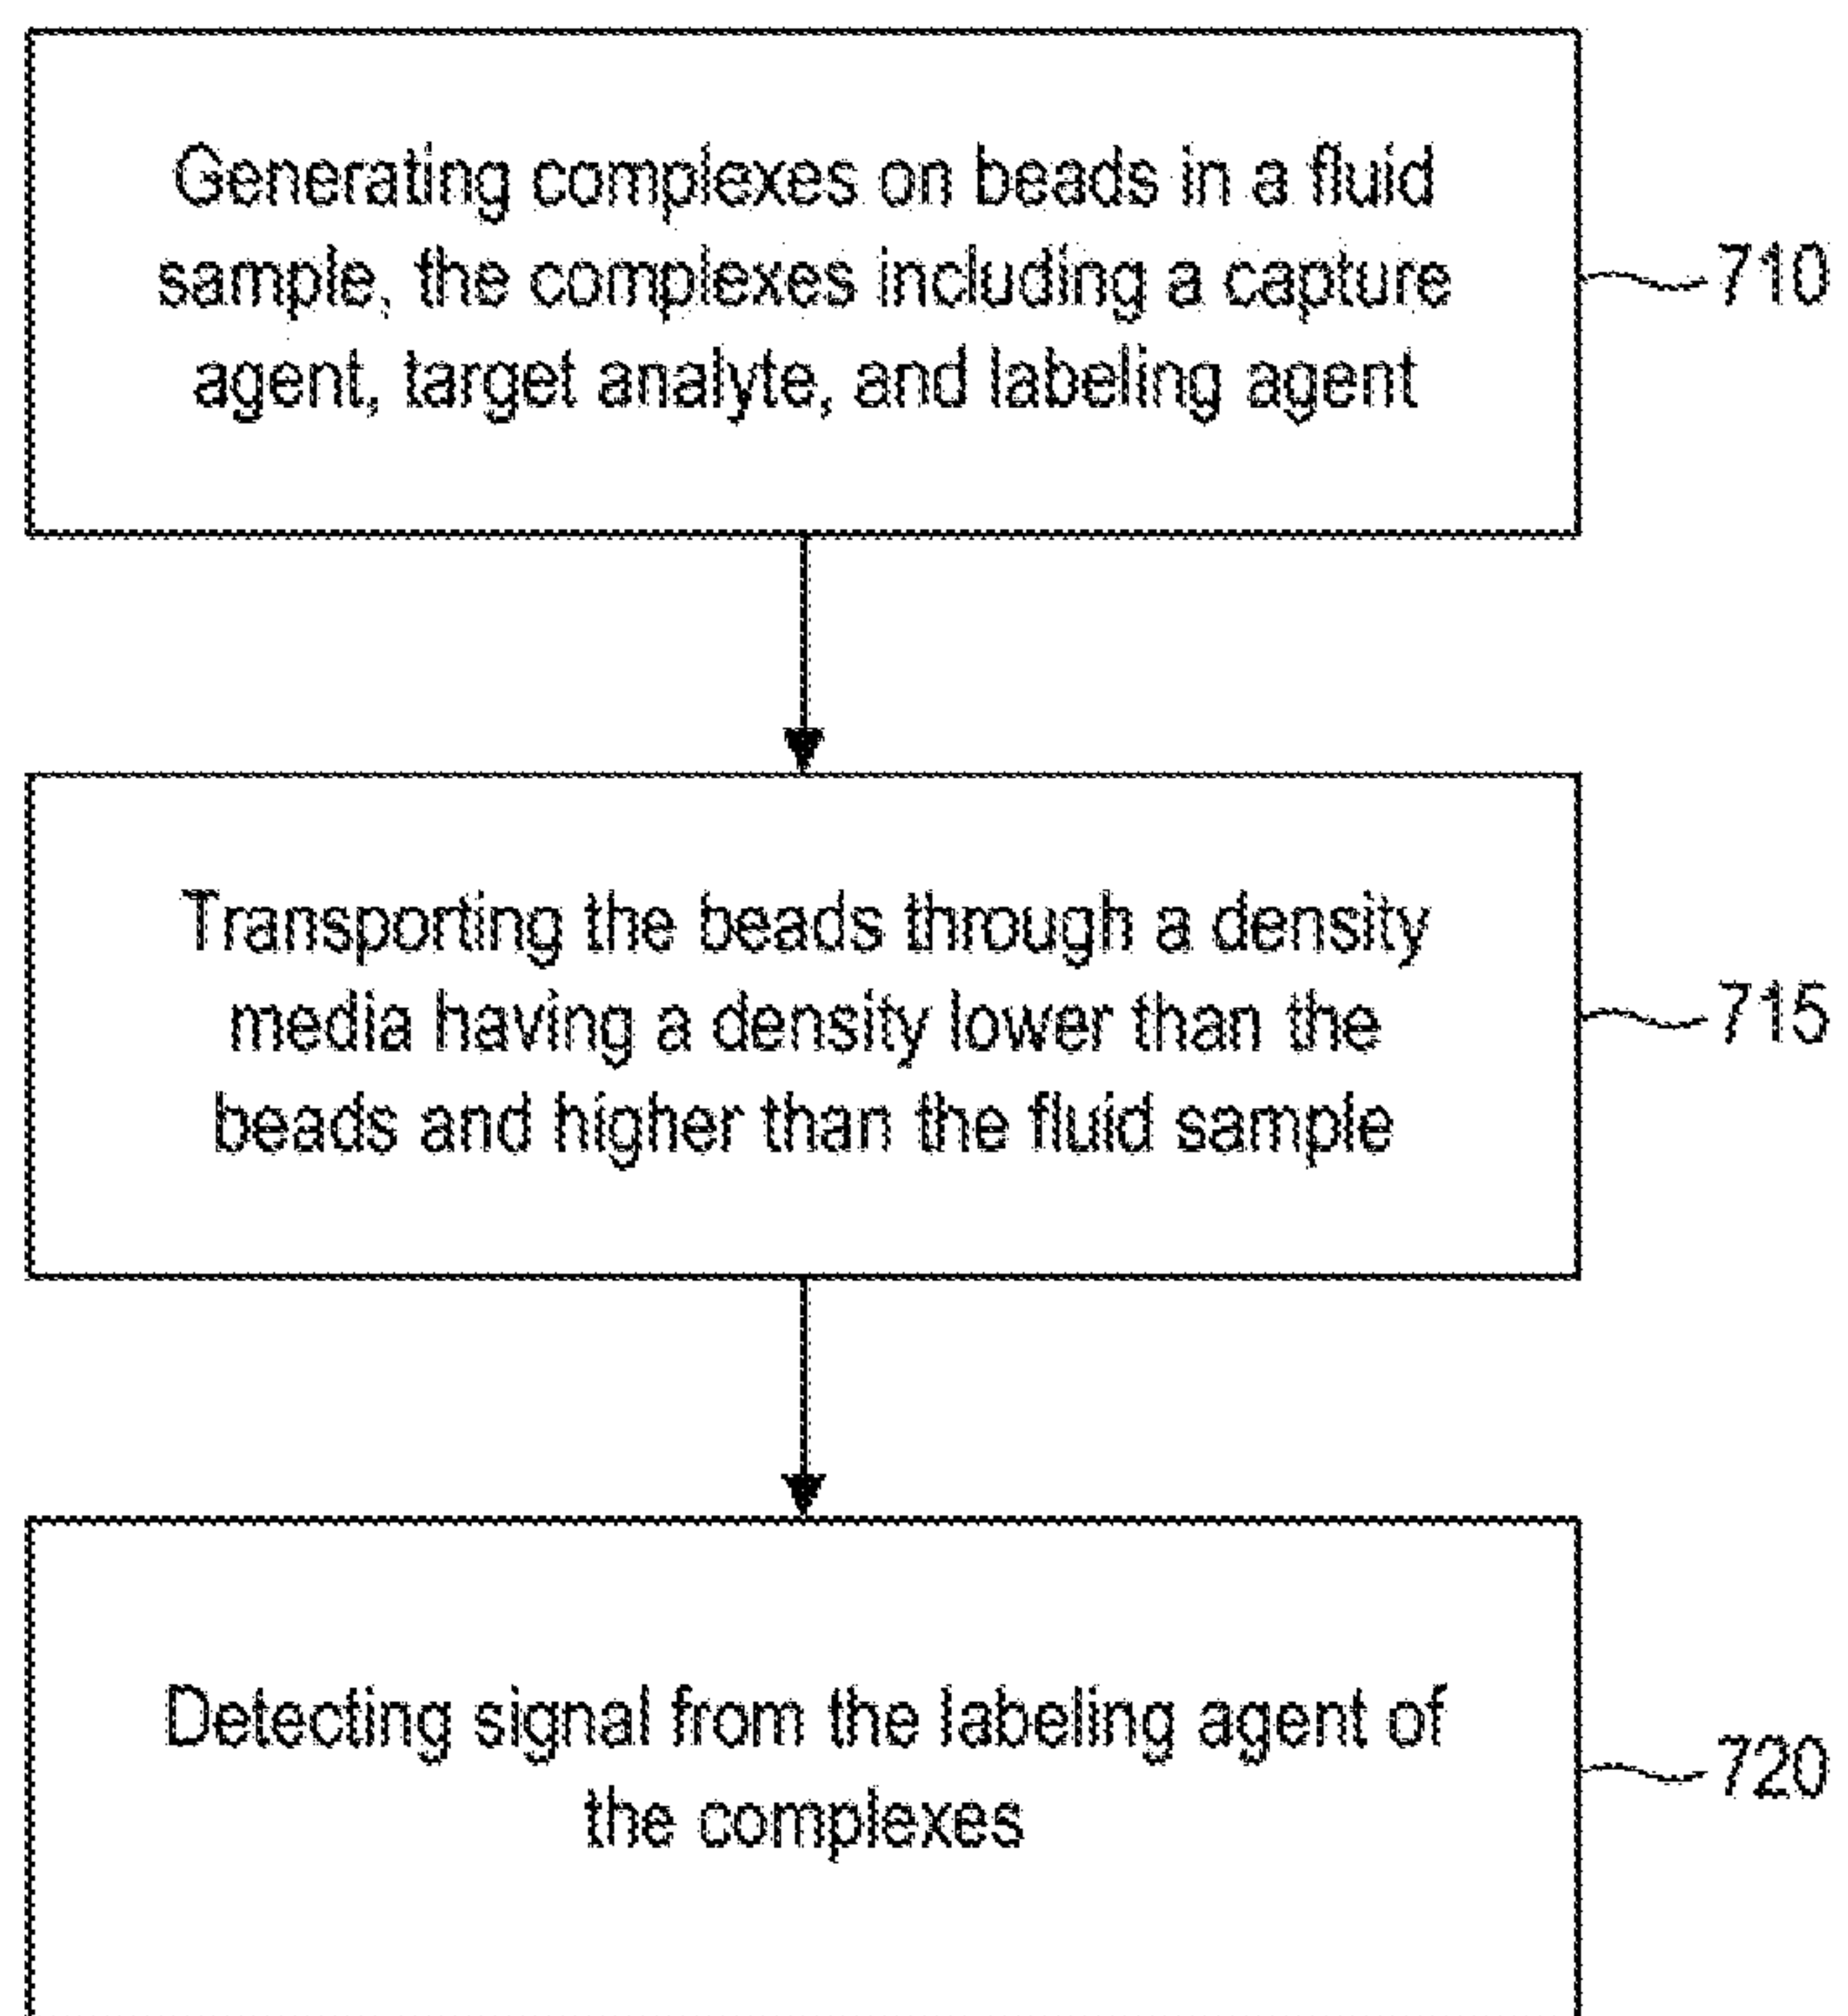 Generating complexes on beads in a fluid
sample, the complexes including a capture
agent, target analyte, and labeling agent
710
Transporting the beads through a density
media having a density lower than the
beads and higher than the fluid sample
715
Detecting signal from the labeling agent of
the complexes
720